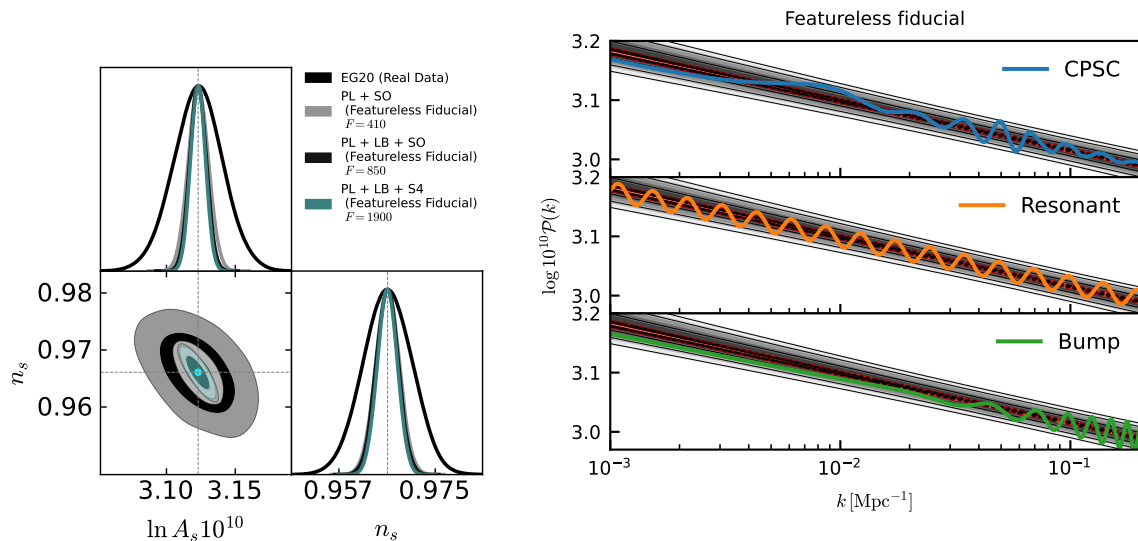 EG20 (Real Data)
PL + SO
(Featureless Fiducial)
F = 410
PL + LB + SO
(Featureless Fiducial)
F = 850
PL + LB + S4
(Featureless Fiducial)
F = 1900
0.98
0.97
0.96
n_s
3.10 3.15
ln A_s10^10
0.957 0.975
n_s
Featureless fiducial
3.2
CPSC
3.1
3.0
3.2
Resonant
3.1
3.0
3.2
Bump
3.1
3.0
log 10^10 P(k)
10^−3 10^−2 10^−1
k [Mpc^−1]